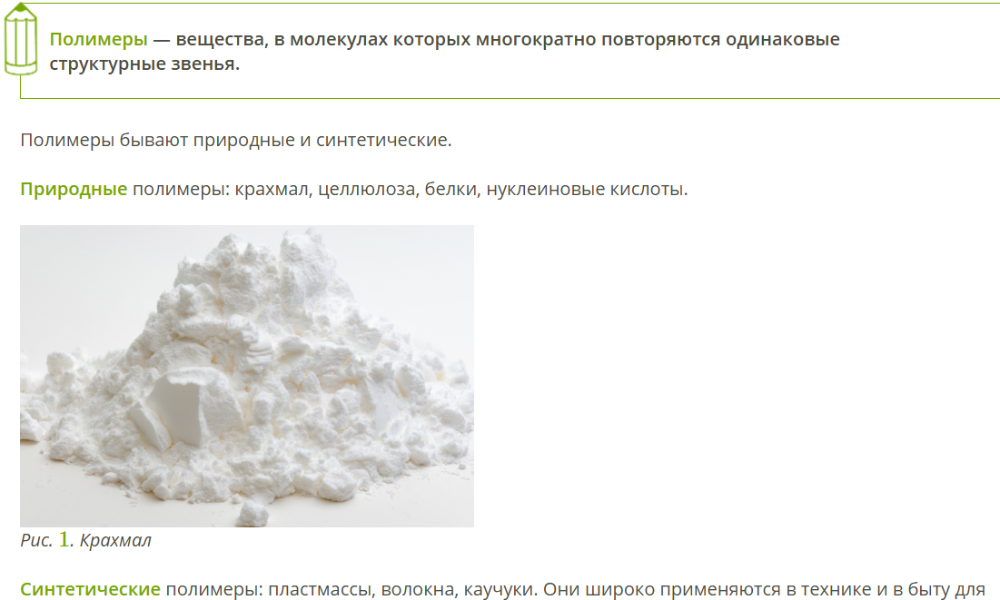 Полимеры — вещества, в молекулах которых многократно повторяются одинаковые
структурные звенья.
Полимеры бывают природные и синтетические.
Природные полимеры: крахмал, целлюлоза, белки, нуклеиновые кислоты.
Рис. 1. Крахмал
Синтетические полимеры: пластмассы, волокна, каучуки. Они широко применяются в технике и в быту для